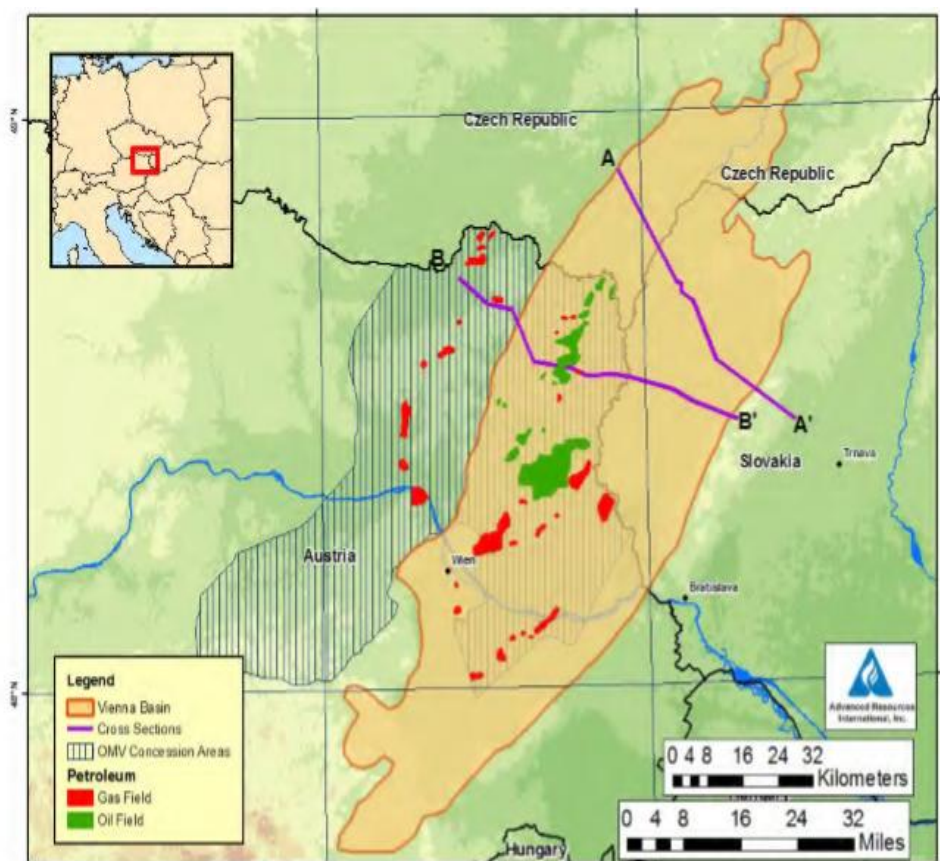 Czech Republic
A
Czech Republic
B
B'
A'
Slovakia
Trnava
Austria
Wien
Bratislava
Legend
Vienna Basin
Cross Sections
OMV Concession Areas
Petroleum
Gas Field
Oil Field
Advanced Resources
International, Inc.
0 4 8 16 24 32
Kilometers
0 2 4 8 16 24 32
Miles
Hungary